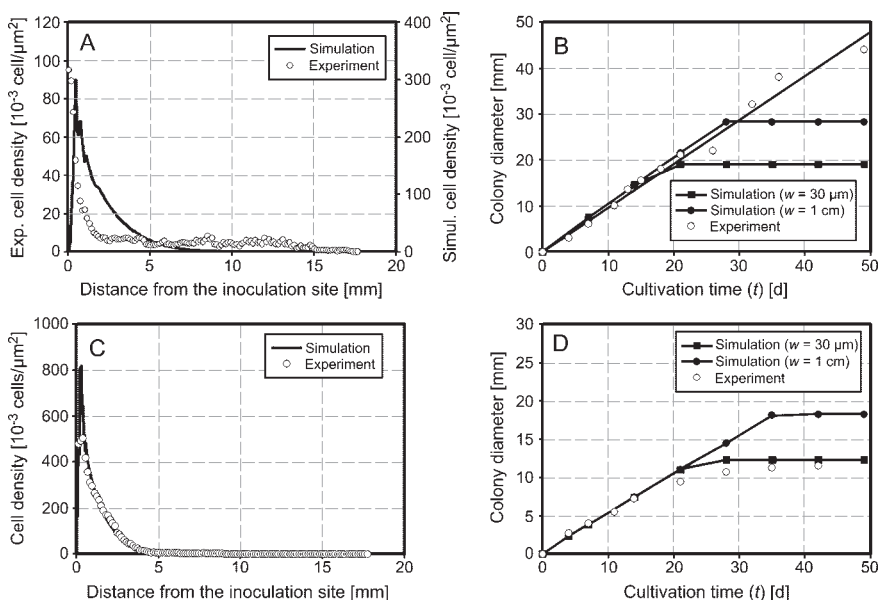 A
Exp. cell density [10⁻³ cell/µm²]
120
100
80
60
40
20
0
Simulation
Experiment
Simul. cell density [10⁻³ cell/µm²]
400
300
200
100
0
0 5 10 15 20
Distance from the inoculation site [mm]
B
Colony diameter [mm]
50
40
30
20
10
0
Simulation (w = 30 µm)
Simulation (w = 1 cm)
Experiment
0 10 20 30 40 50
Cultivation time (t) [d]
C
Cell density [10⁻³ cells/µm²]
1000
800
600
400
200
0
Simulation
Experiment
0 5 10 15 20
Distance from the inoculation site [mm]
D
Colony diameter [mm]
30
25
20
15
10
5
0
Simulation (w = 30 µm)
Simulation (w = 1 cm)
Experiment
0 10 20 30 40 50
Cultivation time (t) [d]